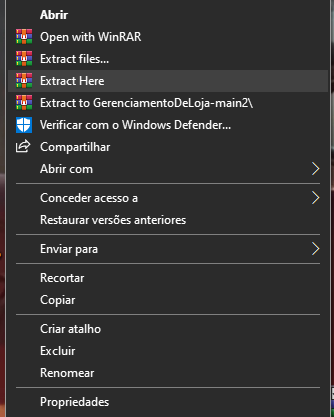 Abrir
Open with WinRAR
Extract files...
Extract Here
Extract to GerenciamentoDeLoja-main2\
Verificar com o Windows Defender...
Compartilhar
Abrir com
Conceder acesso a
Restaurar versões anteriores
Enviar para
Recortar
Copiar
Criar atalho
Excluir
Renomear
Propriedades